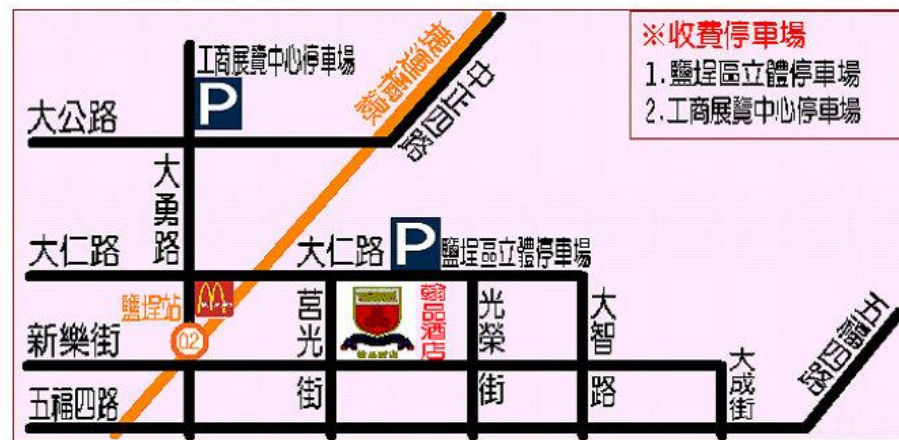 ※收費停車場
1.鹽埕區立體停車場
2.工商展覽中心停車場
工商展覽中心停車場
P
大公路
中正四路
大勇路
大仁路
大仁路
P
鹽埕區立體停車場
鹽埕站
O2
新樂街
莒光街
翰品酒店
光榮街
大智路
大成街
五福四路
五福四路